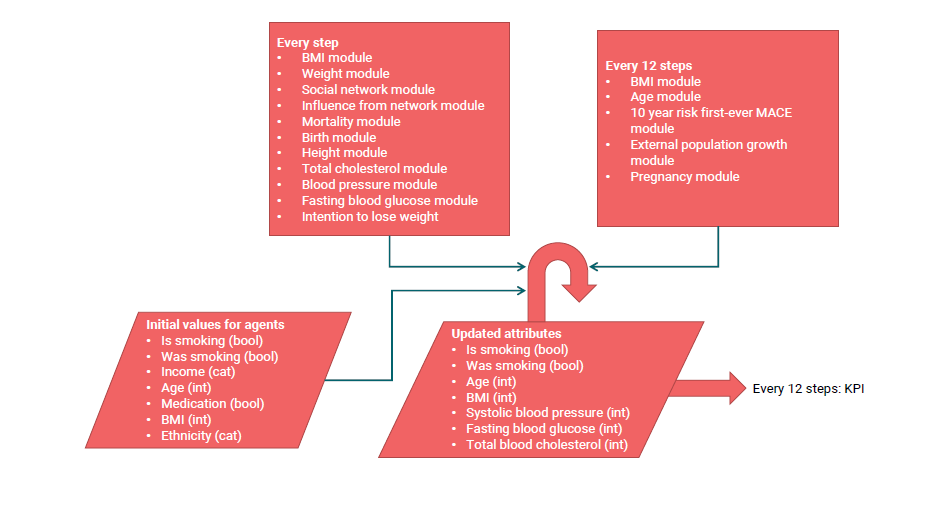 Every step
• BMI module
• Weight module
• Social network module
• Influence from network module
• Mortality module
• Birth module
• Height module
• Total cholesterol module
• Blood pressure module
• Fasting blood glucose module
• Intention to lose weight
Every 12 steps
• BMI module
• Age module
• 10 year risk first-ever MACE
module
• External population growth
module
• Pregnancy module
Initial values for agents
• Is smoking (bool)
• Was smoking (bool)
• Income (cat)
• Age (int)
• Medication (bool)
• BMI (int)
• Ethnicity (cat)
Updated attributes
• Is smoking (bool)
• Was smoking (bool)
• Age (int)
• BMI (int)
• Systolic blood pressure (int)
• Fasting blood glucose (int)
• Total blood cholesterol (int)
Every 12 steps: KPI